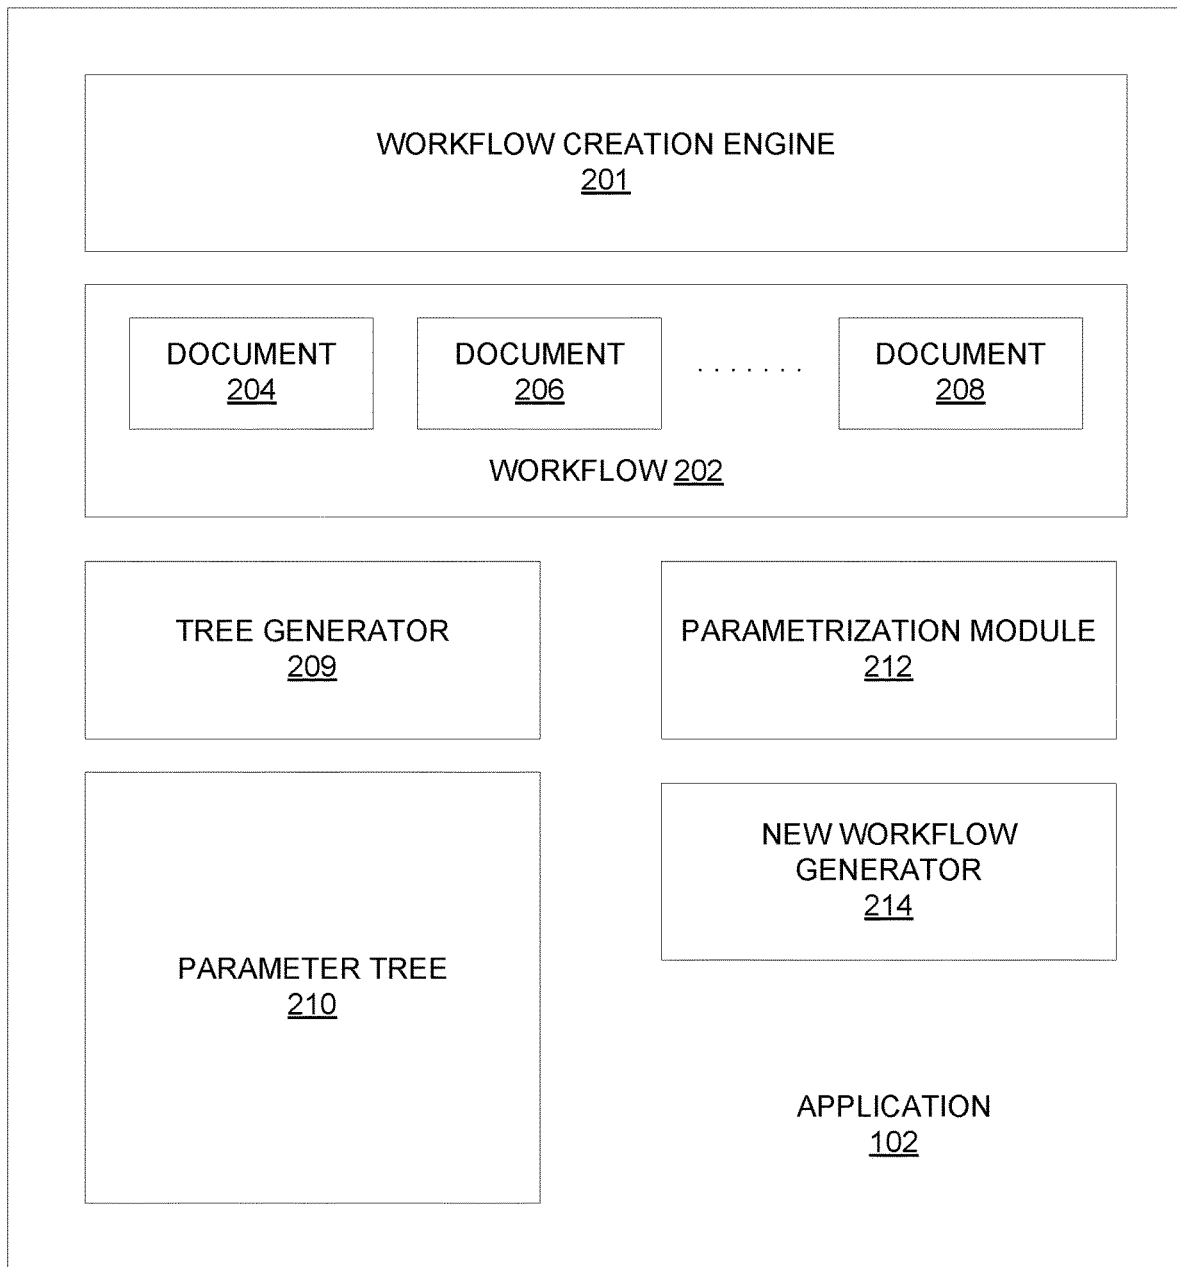 WORKFLOW CREATION ENGINE
201
DOCUMENT
204
DOCUMENT
206
. . . . . . .
DOCUMENT
208
WORKFLOW 202
TREE GENERATOR
209
PARAMETRIZATION MODULE
212
PARAMETER TREE
210
NEW WORKFLOW
GENERATOR
214
APPLICATION
102